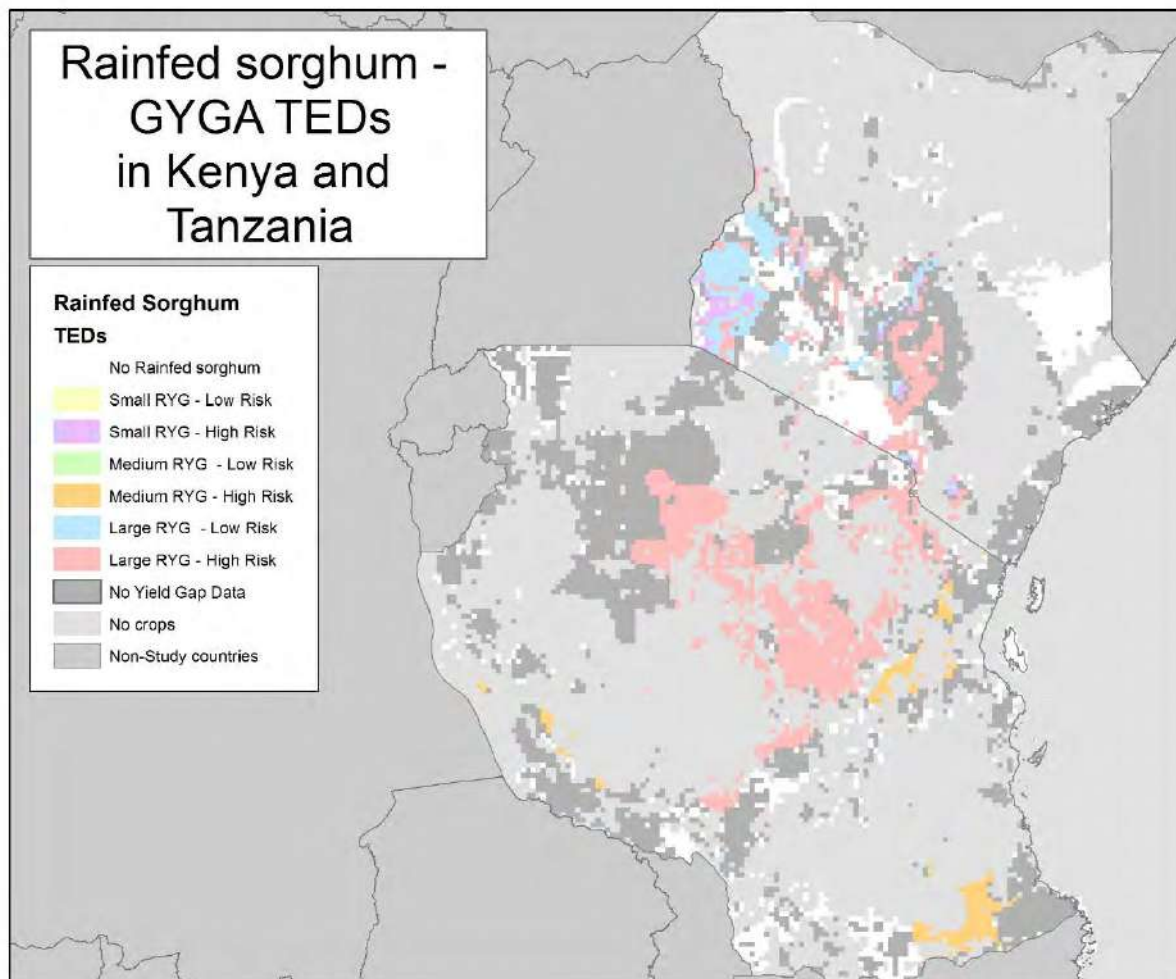 Rainfed sorghum -
GYGA TEDs
in Kenya and
Tanzania
Rainfed Sorghum
TEDs
No Rainfed sorghum
Small RYG - Low Risk
Small RYG - High Risk
Medium RYG - Low Risk
Medium RYG - High Risk
Large RYG - Low Risk
Large RYG - High Risk
No Yield Gap Data
No crops
Non-Study countries